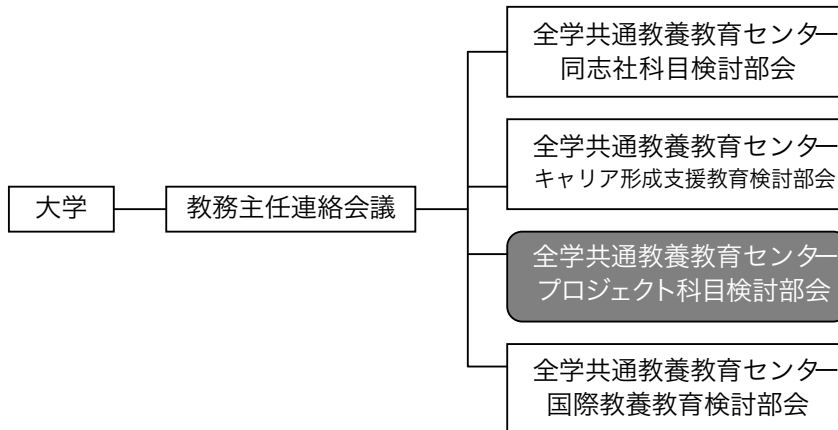 全学共通教養教育センター
同志社科目検討部会
全学共通教養教育センター
キャリア形成支援教育検討部会
大学
教務主任連絡会議
全学共通教養教育センター
プロジェクト科目検討部会
全学共通教養教育センター
国際教養教育検討部会